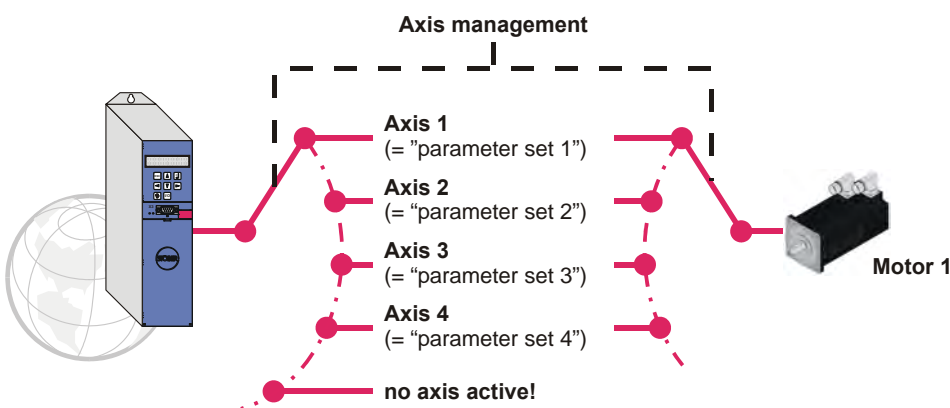 Axis management
Axis 1
(= ”parameter set 1”)
Axis 2
(= “parameter set 2”)
Axis 3
(= “parameter set 3”)
Axis 4
(= “parameter set 4”)
no axis active!
Motor 1